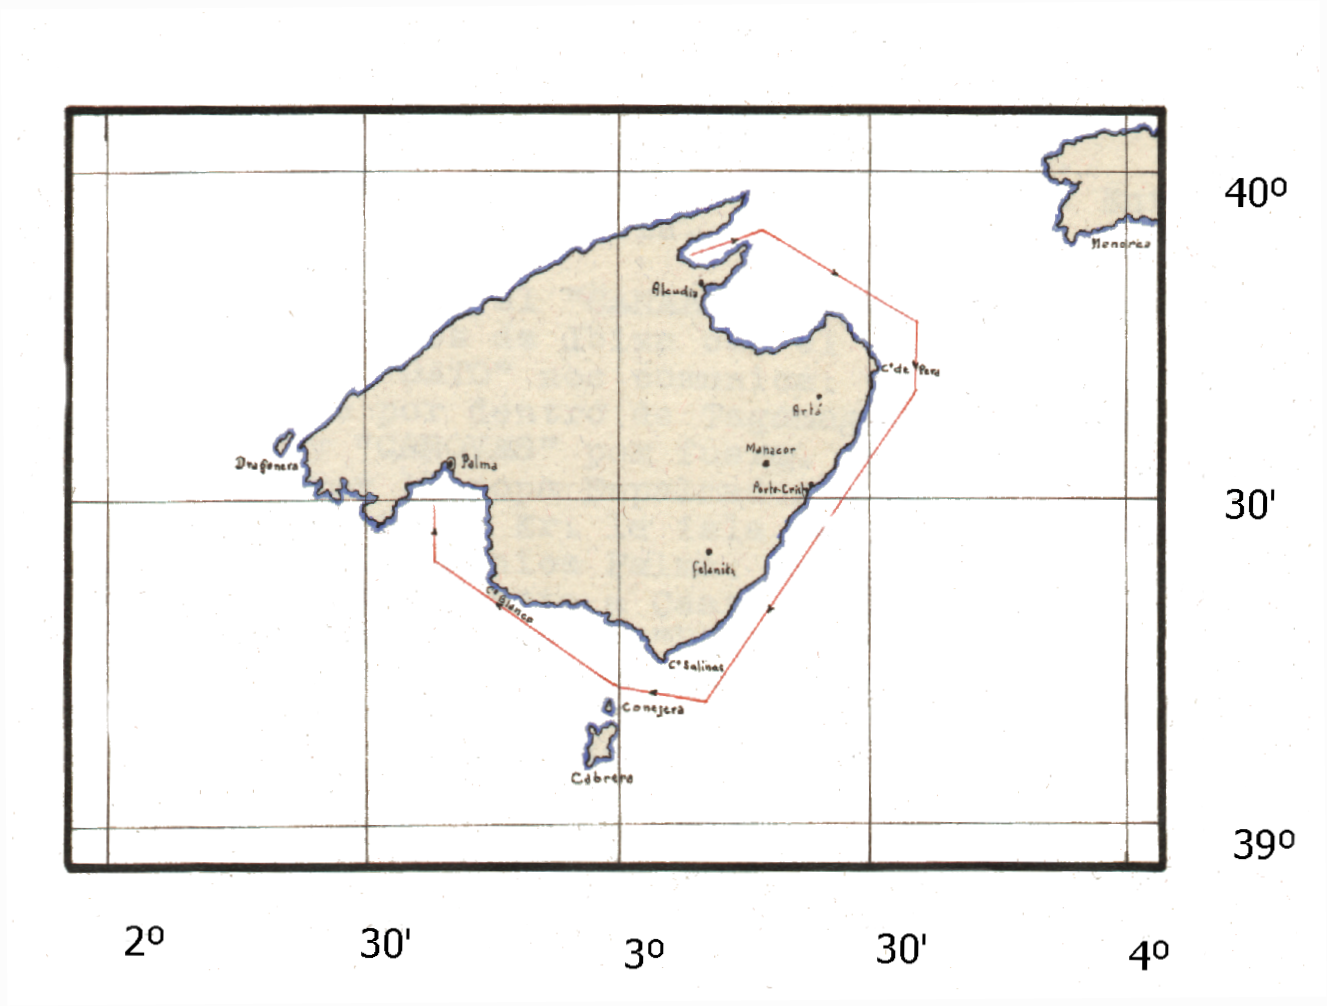 40º
Menorca
Alcudia
Cº de Pera
Artá
Manacor
Dragonera
Palma
Porto-Cristo
30'
Felanitx
Cº Blanco
Cº Salinas
Conejera
Cabrera
39º
2º
30'
3º
30'
4º